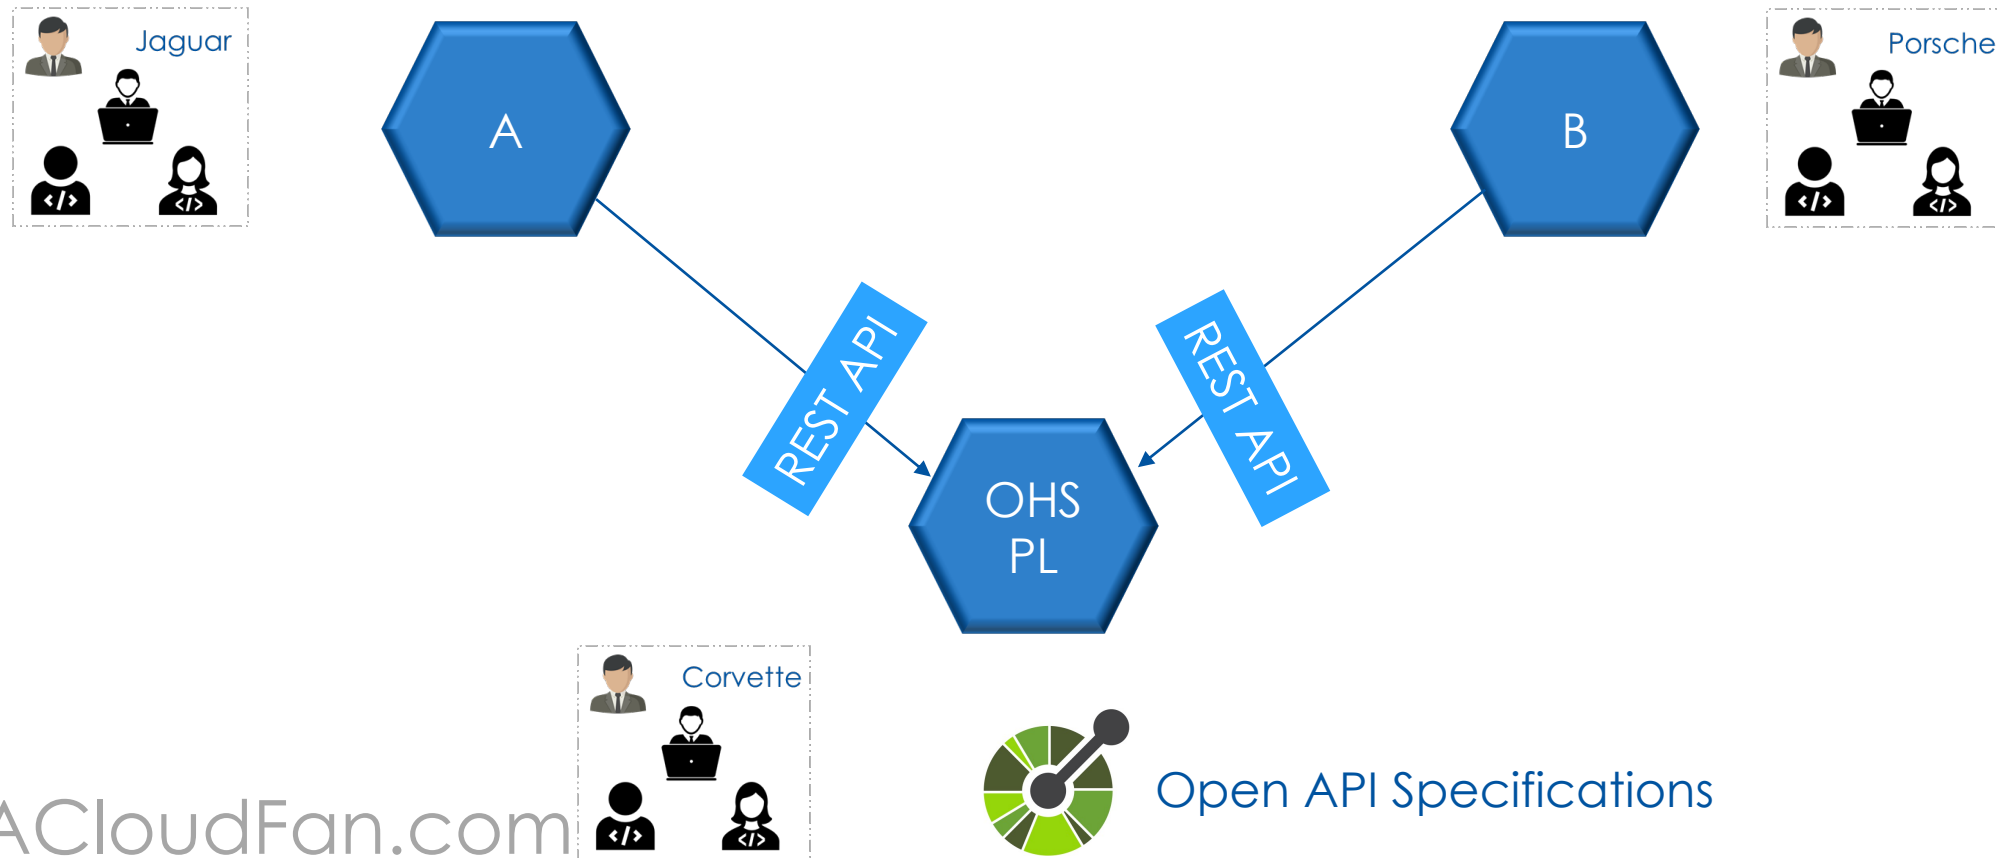 Jaguar
A
B
Porsche
REST API
REST API
OHS
PL
Corvette
Open API Specifications
ACloudFan.com